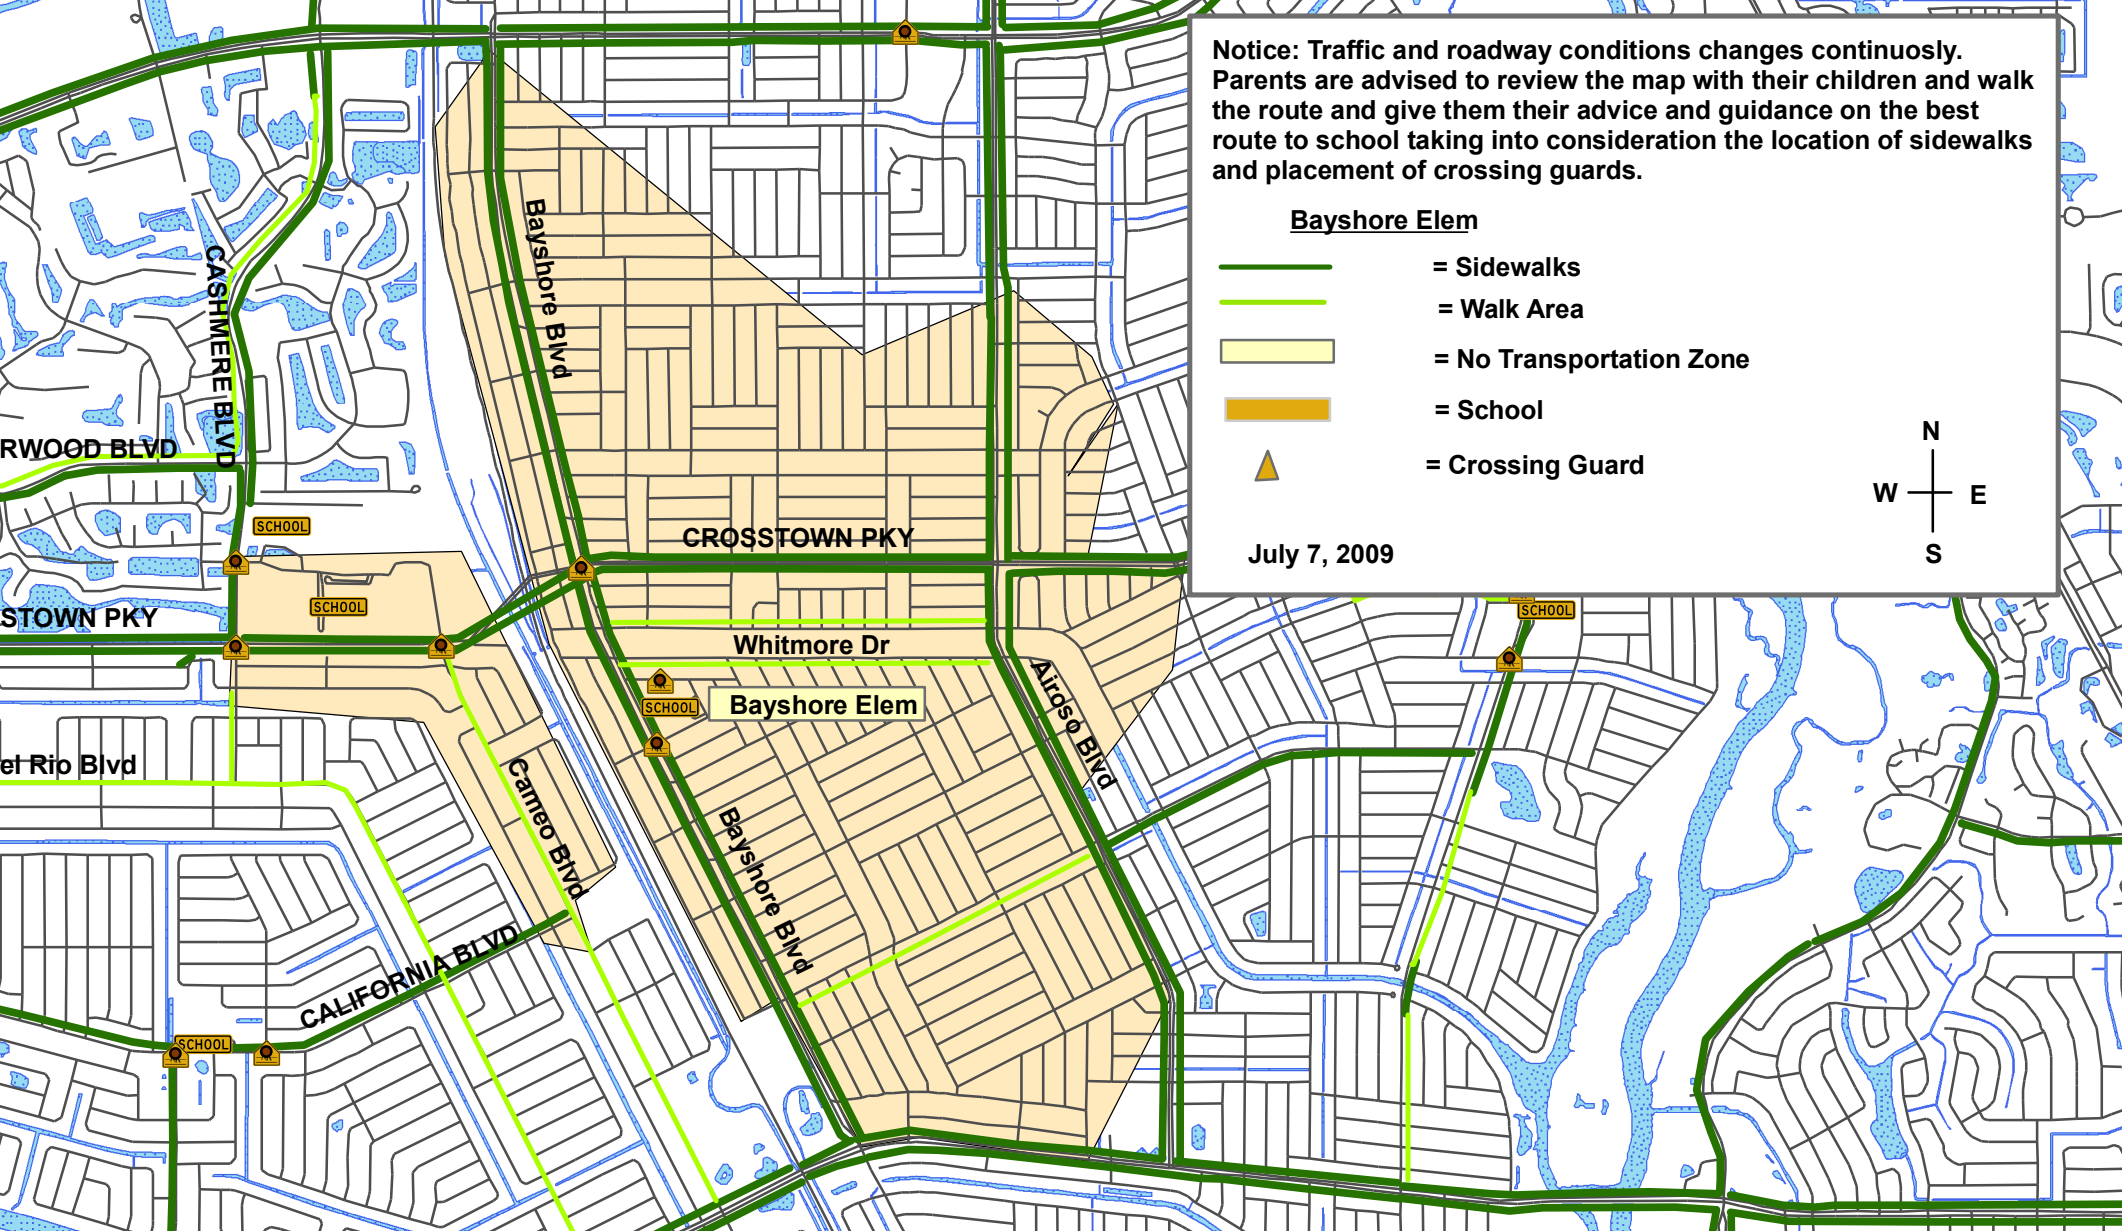 Notice: Traffic and roadway conditions changes continuosly.
Parents are advised to review the map with their children and walk
the route and give them their advice and guidance on the best
route to school taking into consideration the location of sidewalks
and placement of crossing guards.
Bayshore Elem
= Sidewalks
= Walk Area
= No Transportation Zone
= School
= Crossing Guard
N
W
E
S
July 7, 2009
Bayshore Blvd
CASHMERE BLVD
RWOOD BLVD
SCHOOL
CROSSTOWN PKY
SCHOOL
STOWN PKY
SCHOOL
Whitmore Dr
SCHOOL
Bayshore Elem
Airoso Blvd
el Rio Blvd
Cameo Blvd
Bayshore Blvd
CALIFORNIA BLVD
SCHOOL